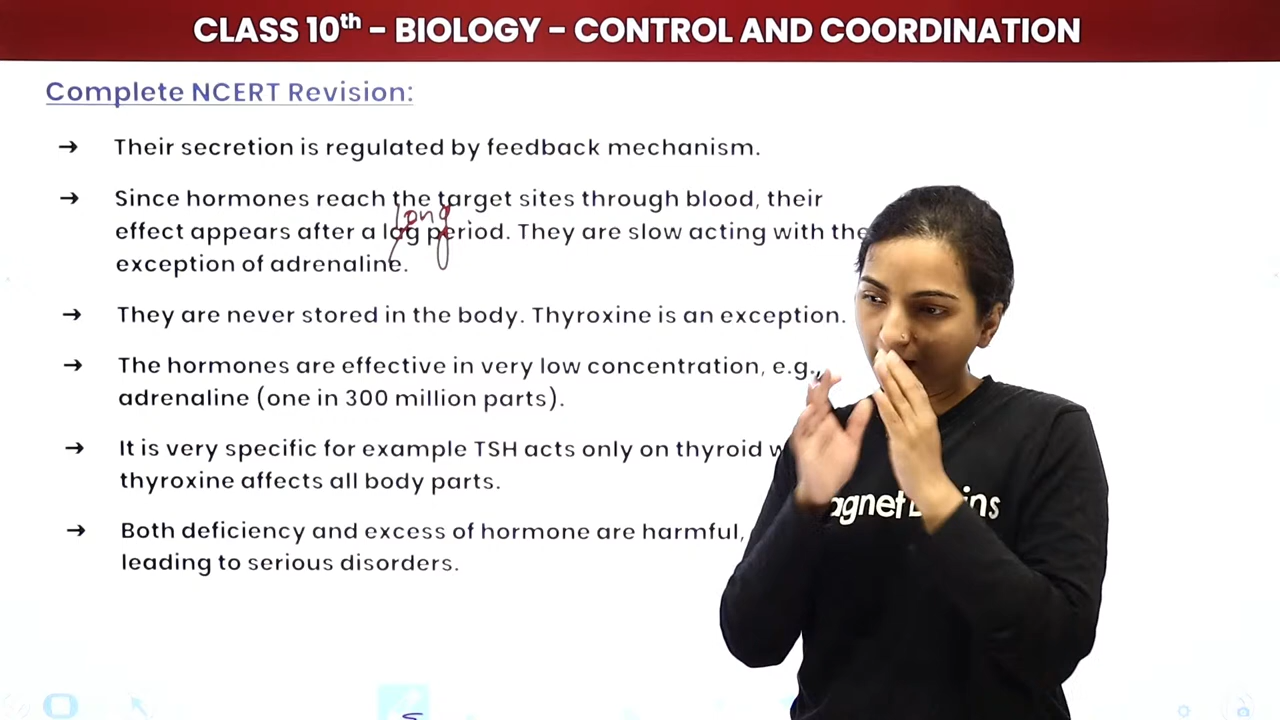 CLASS 10th – BIOLOGY – CONTROL AND COORDINATION
Complete NCERT Revision:
→ Their secretion is regulated by feedback mechanism.
→ Since hormones reach the target sites through blood, their
long
effect appears after a lag period. They are slow acting with the
exception of adrenaline.
→ They are never stored in the body. Thyroxine is an exception.
→ The hormones are effective in very low concentration, e.g.,
adrenaline (one in 300 million parts).
→ It is very specific for example TSH acts only on thyroid w
thyroxine affects all body parts.
→ Both deficiency and excess of hormone are harmful,
leading to serious disorders.